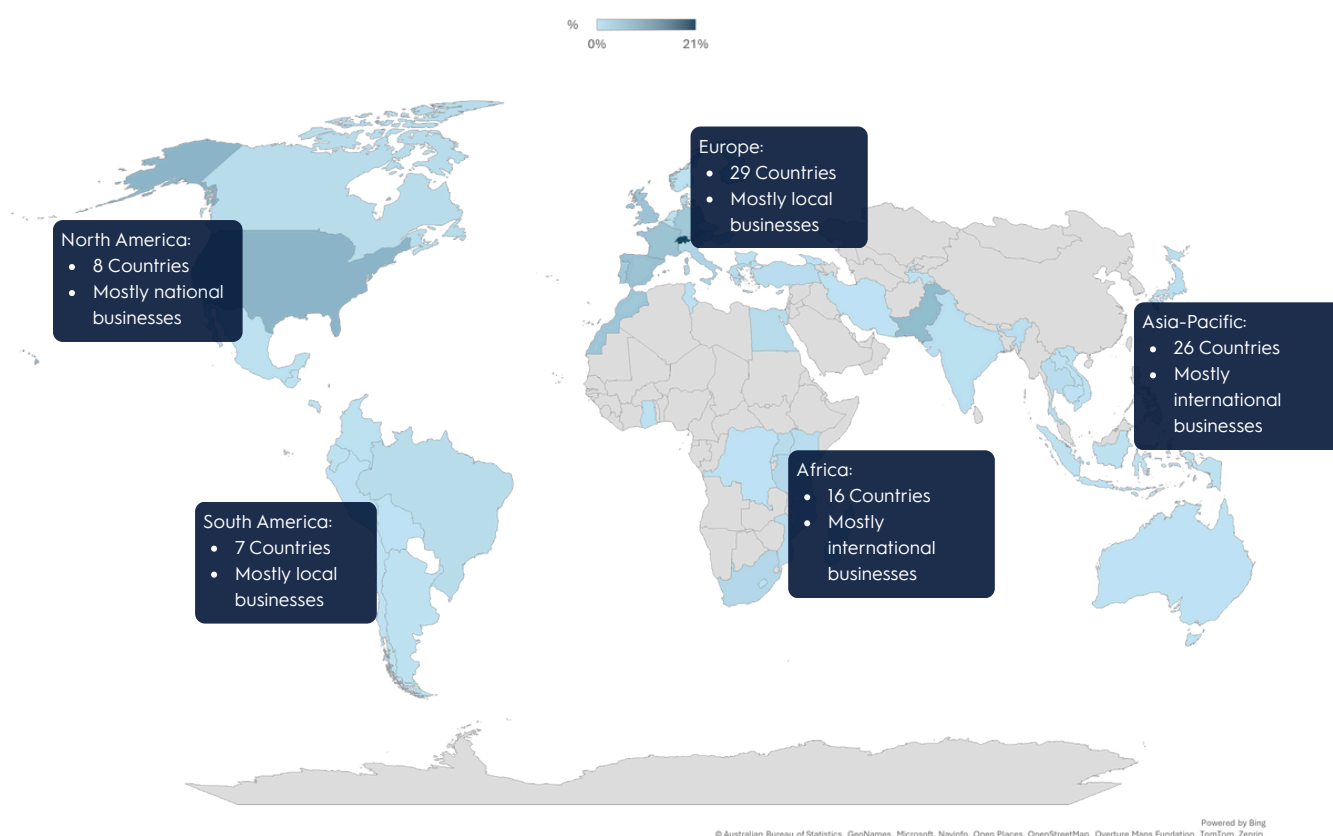 %
0% 21%
Europe:
• 29 Countries
• Mostly local
businesses
North America:
• 8 Countries
• Mostly national
businesses
Asia-Pacific:
• 26 Countries
• Mostly
international
businesses
Africa:
• 16 Countries
• Mostly
international
businesses
South America:
• 7 Countries
• Mostly local
businesses
Powered by Bing
© Australian Bureau of Statistics, GeoNames, Microsoft, Navinfo, Open Places, OpenStreetMap, Overture Maps Fundation, TomTom, Zenrin